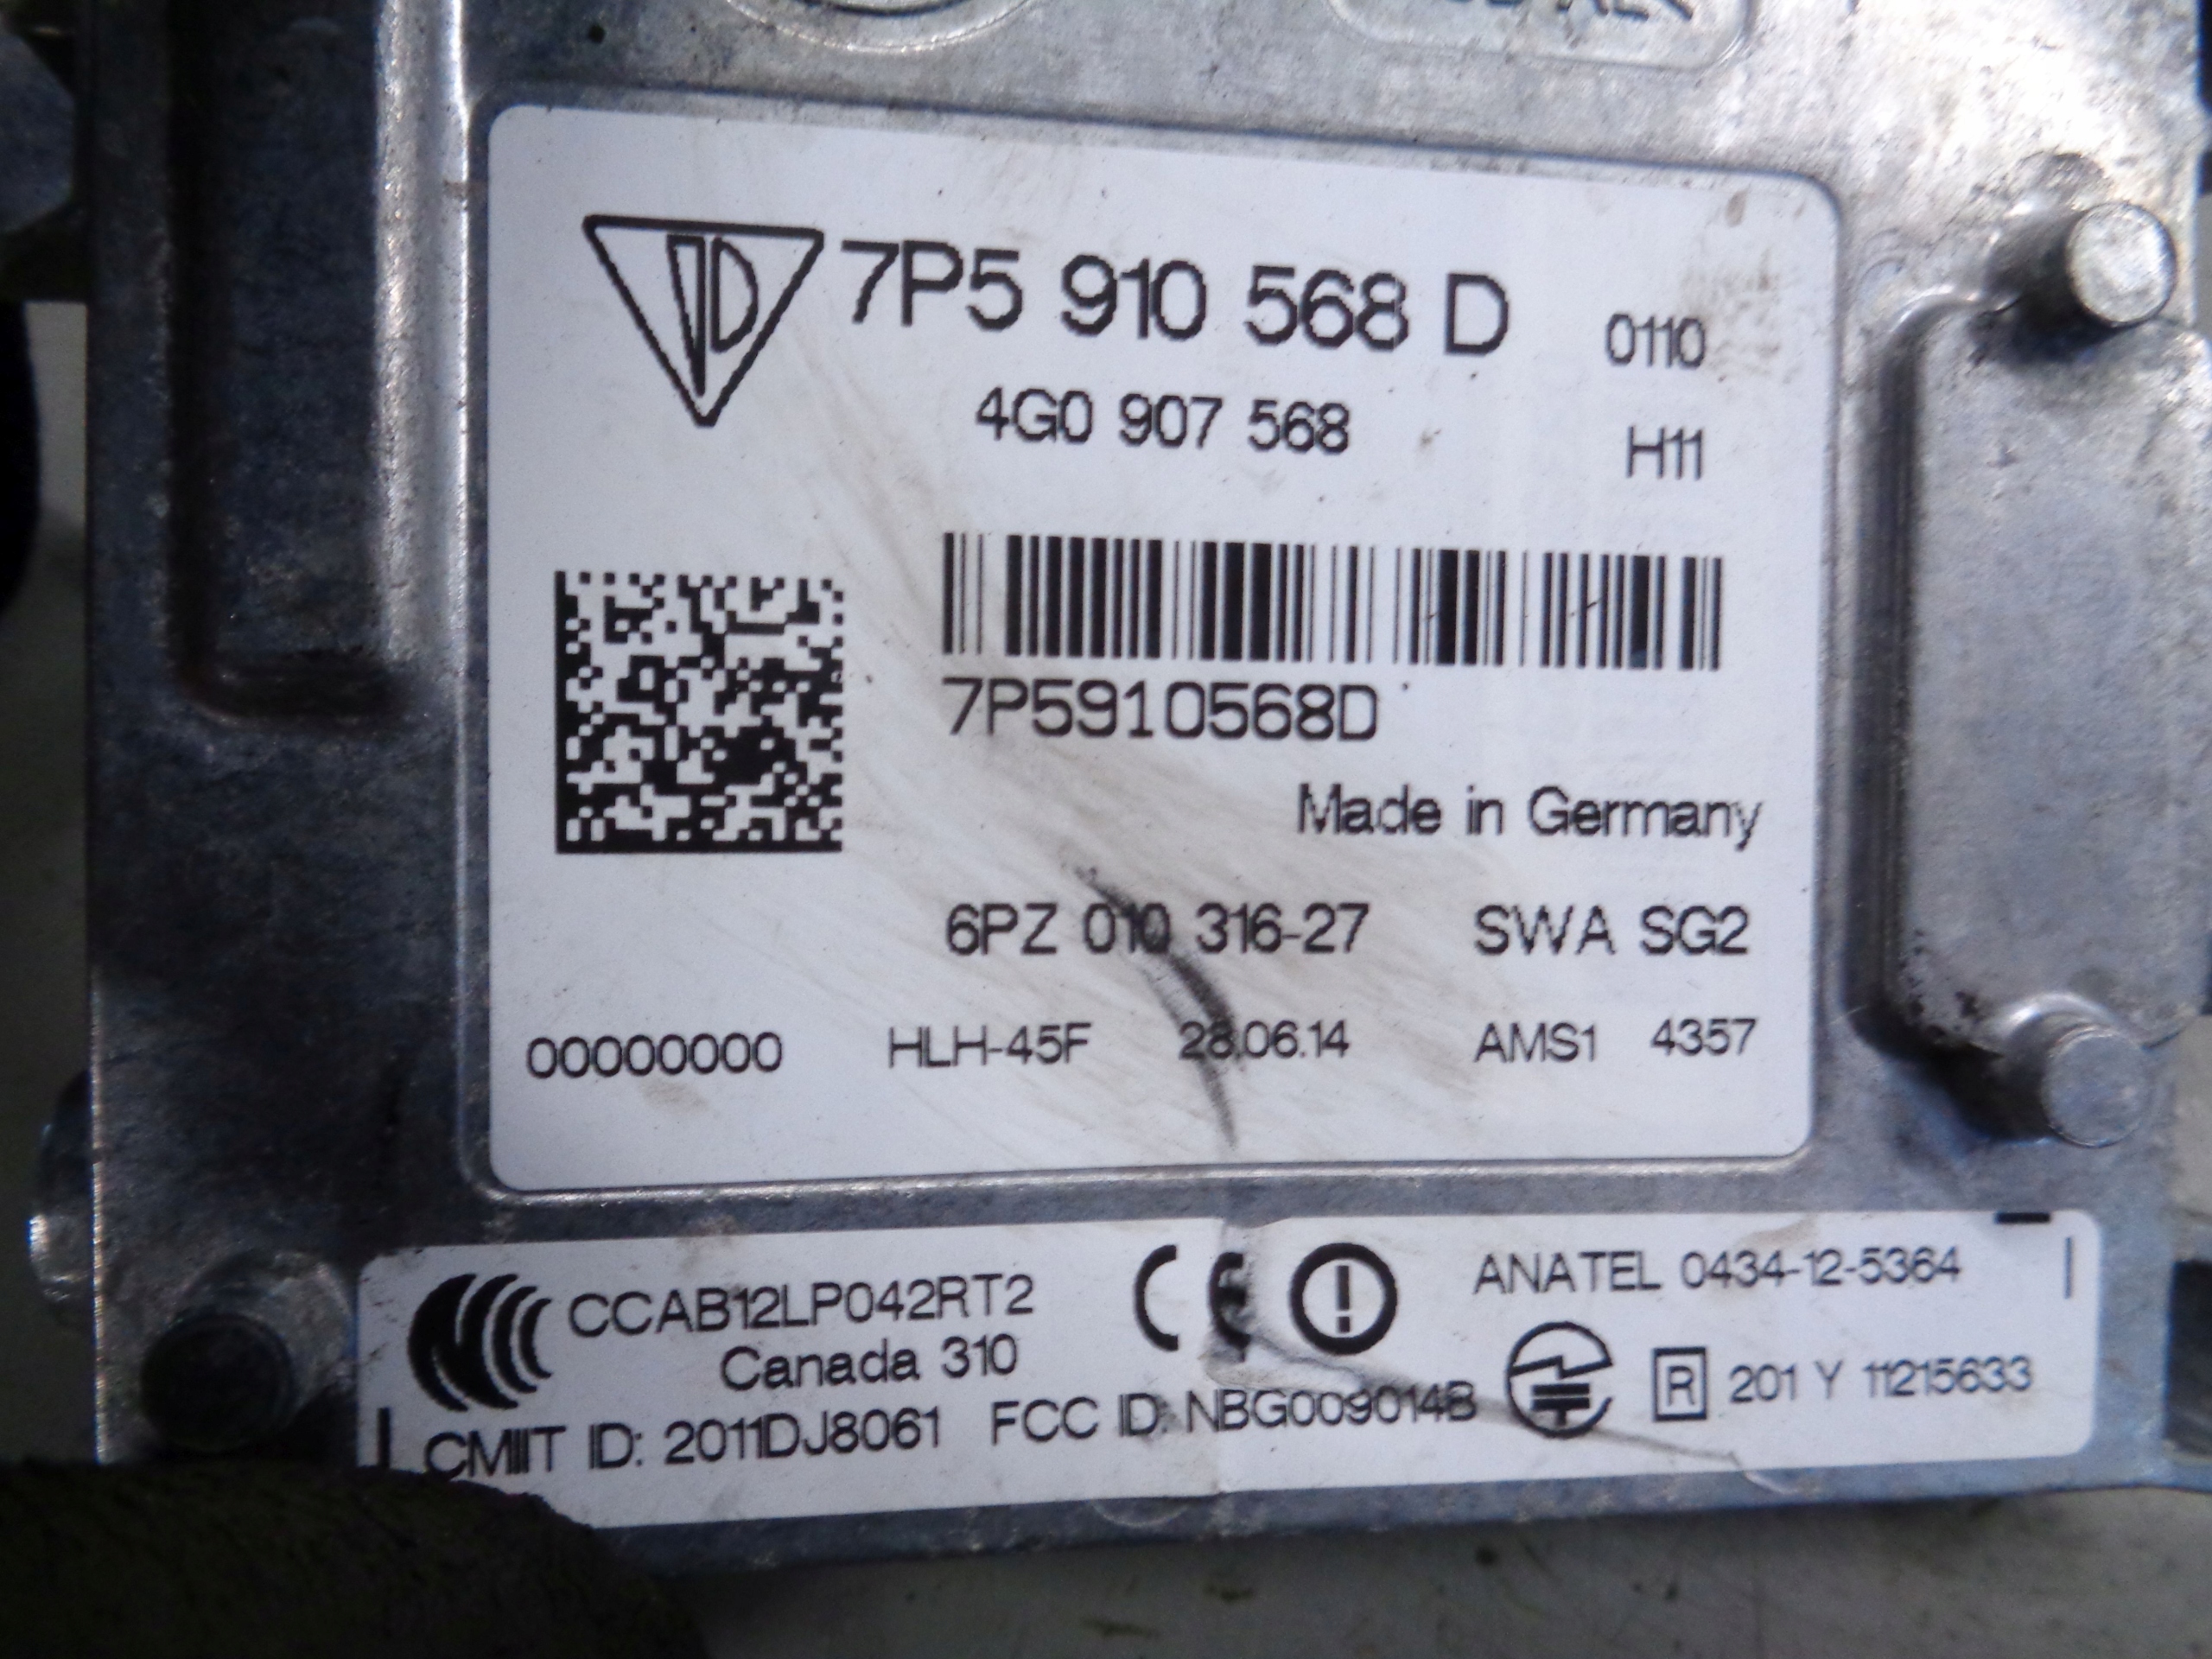 7P5 910 568 D 0110
4G0 907 568 H11
7P5910568D
Made in Germany
6PZ 010 316-27 SWA SG2
00000000 HLH-45F 28.06.14 AMS1 4357
CCAB12LP042RT2 CE ANATEL 0434-12-5364
Canada 310 R 201 Y 11215633
CMIIT ID: 2011DJ8061 FCC ID: NBG009014B